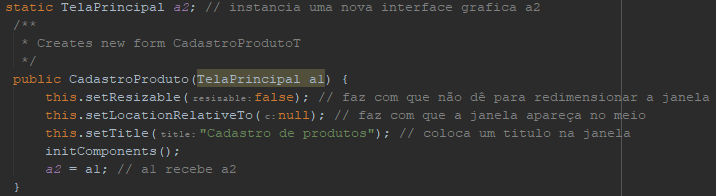 static TelaPrincipal a2; // instancia uma nova interface grafica a2
/**
* Creates new form CadastroProdutoT
*/
public CadastroProduto(TelaPrincipal a1) {
this.setResizable(resizable:false); // faz com que não dê para redimensionar a janela
this.setLocationRelativeTo(c:null); // faz com que a janela apareça no meio
this.setTitle(title:"Cadastro de produtos"); // coloca um titulo na janela
initComponents();
a2 = a1; // a1 recebe a2
}